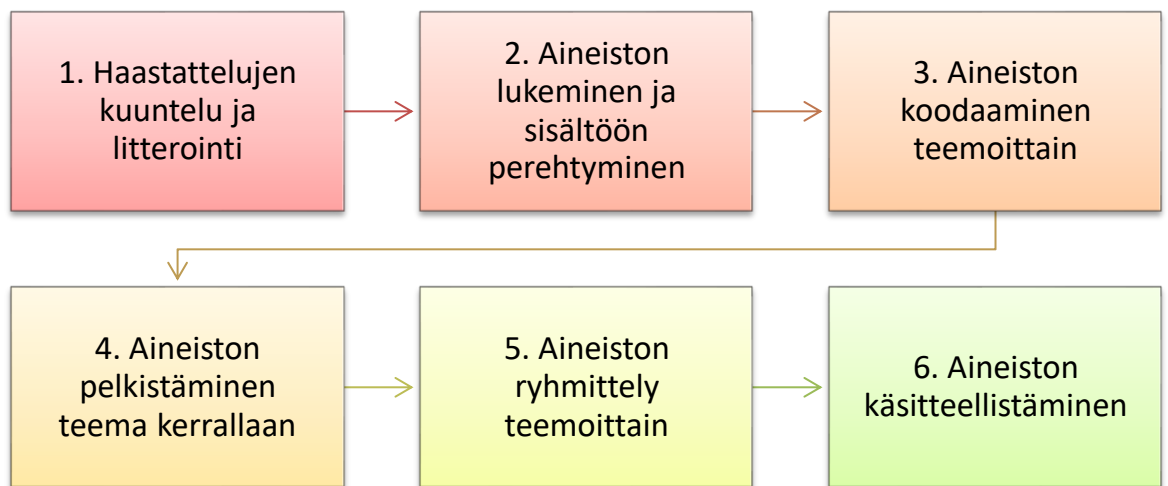 1. Haastattelujen
kuuntelu ja
litterointi
2. Aineiston
lukeminen ja
sisältöön
perehtyminen
3. Aineiston
koodaaminen
teemoittain
4. Aineiston
pelkistäminen
teema kerrallaan
5. Aineiston
ryhmittely
teemoittain
6. Aineiston
käsitteellistäminen